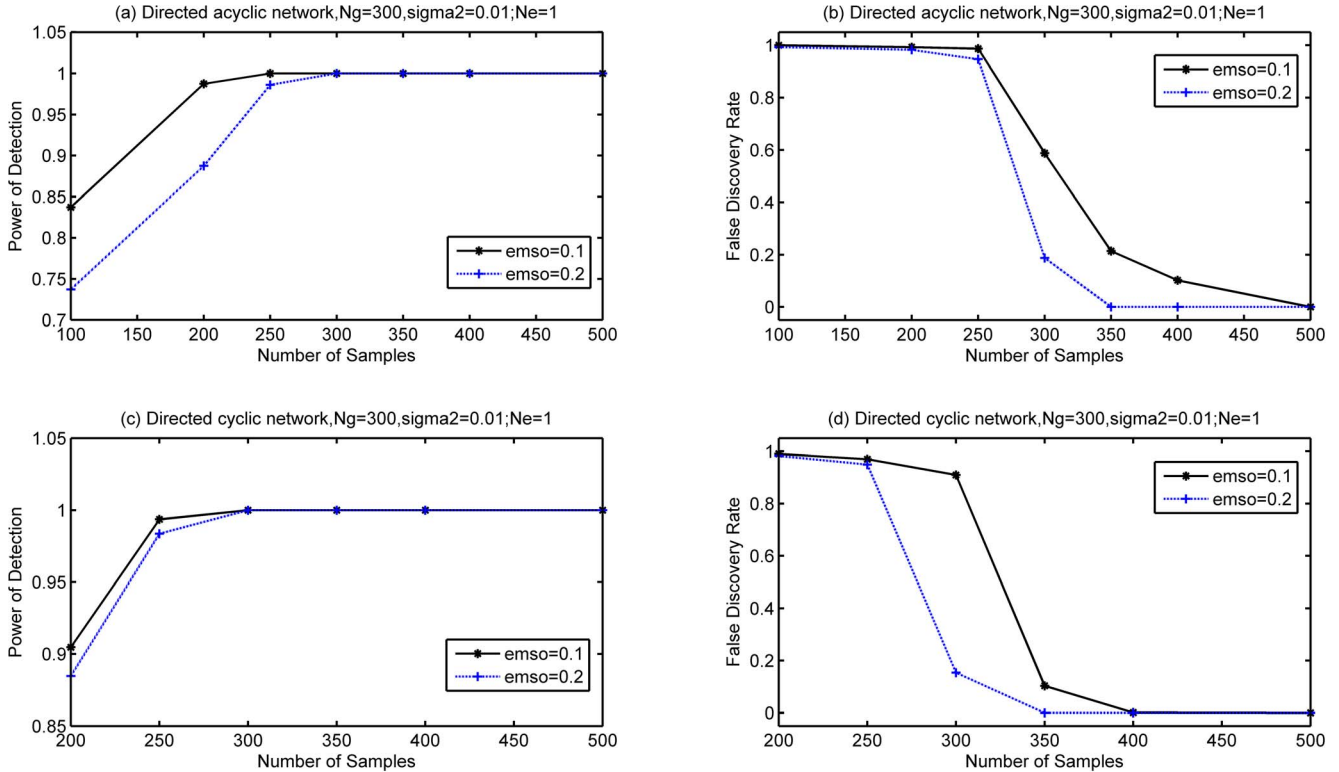 (a) Directed acyclic network,Ng=300,sigma2=0.01;Ne=1
Power of Detection
1.05
1
0.95
0.9
0.85
0.8
0.75
0.7
100 150 200 250 300 350 400 450 500
Number of Samples
emso=0.1
emso=0.2
(b) Directed acyclic network,Ng=300,sigma2=0.01;Ne=1
False Discovery Rate
1
0.8
0.6
0.4
0.2
0
100 150 200 250 300 350 400 450 500
Number of Samples
emso=0.1
emso=0.2
(c) Directed cyclic network,Ng=300,sigma2=0.01;Ne=1
Power of Detection
1.05
1
0.95
0.9
0.85
200 250 300 350 400 450 500
Number of Samples
emso=0.1
emso=0.2
(d) Directed cyclic network,Ng=300,sigma2=0.01;Ne=1
False Discovery Rate
1
0.8
0.6
0.4
0.2
0
200 250 300 350 400 450 500
Number of Samples
emso=0.1
emso=0.2